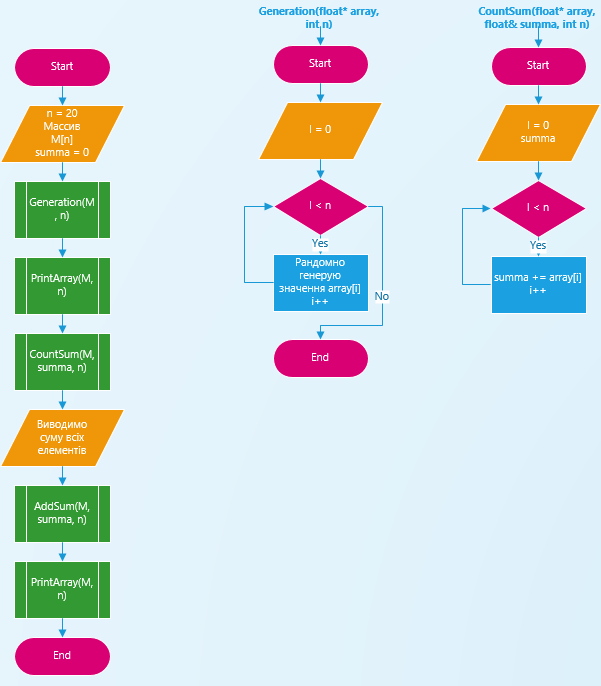 Start
n = 20
Массив
M[n]
summa = 0
Generation(M
, n)
PrintArray(M,
n)
CountSum(M,
summa, n)
Виводимо
суму всіх
елементів
AddSum(M,
summa, n)
PrintArray(M,
n)
End
Generation(float* array,
int n)
Start
I = 0
I < n
Yes
Рандомно
генерую
значення array[i]
i++
No
End
CountSum(float* array,
float& summa, int n)
Start
I = 0
summa
I < n
Yes
summa += array[i]
i++